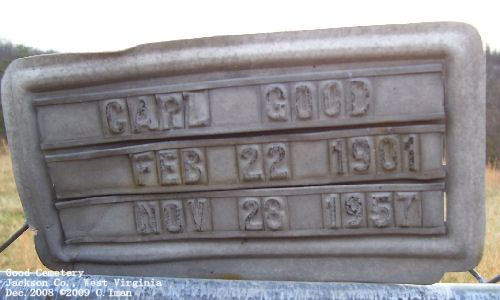 CARL GOOD
FEB 22 1901
NOV 28 1957
Good Cemetery
Jackson Co., West Virginia
Dec. 2008 ©2009 O. Iman